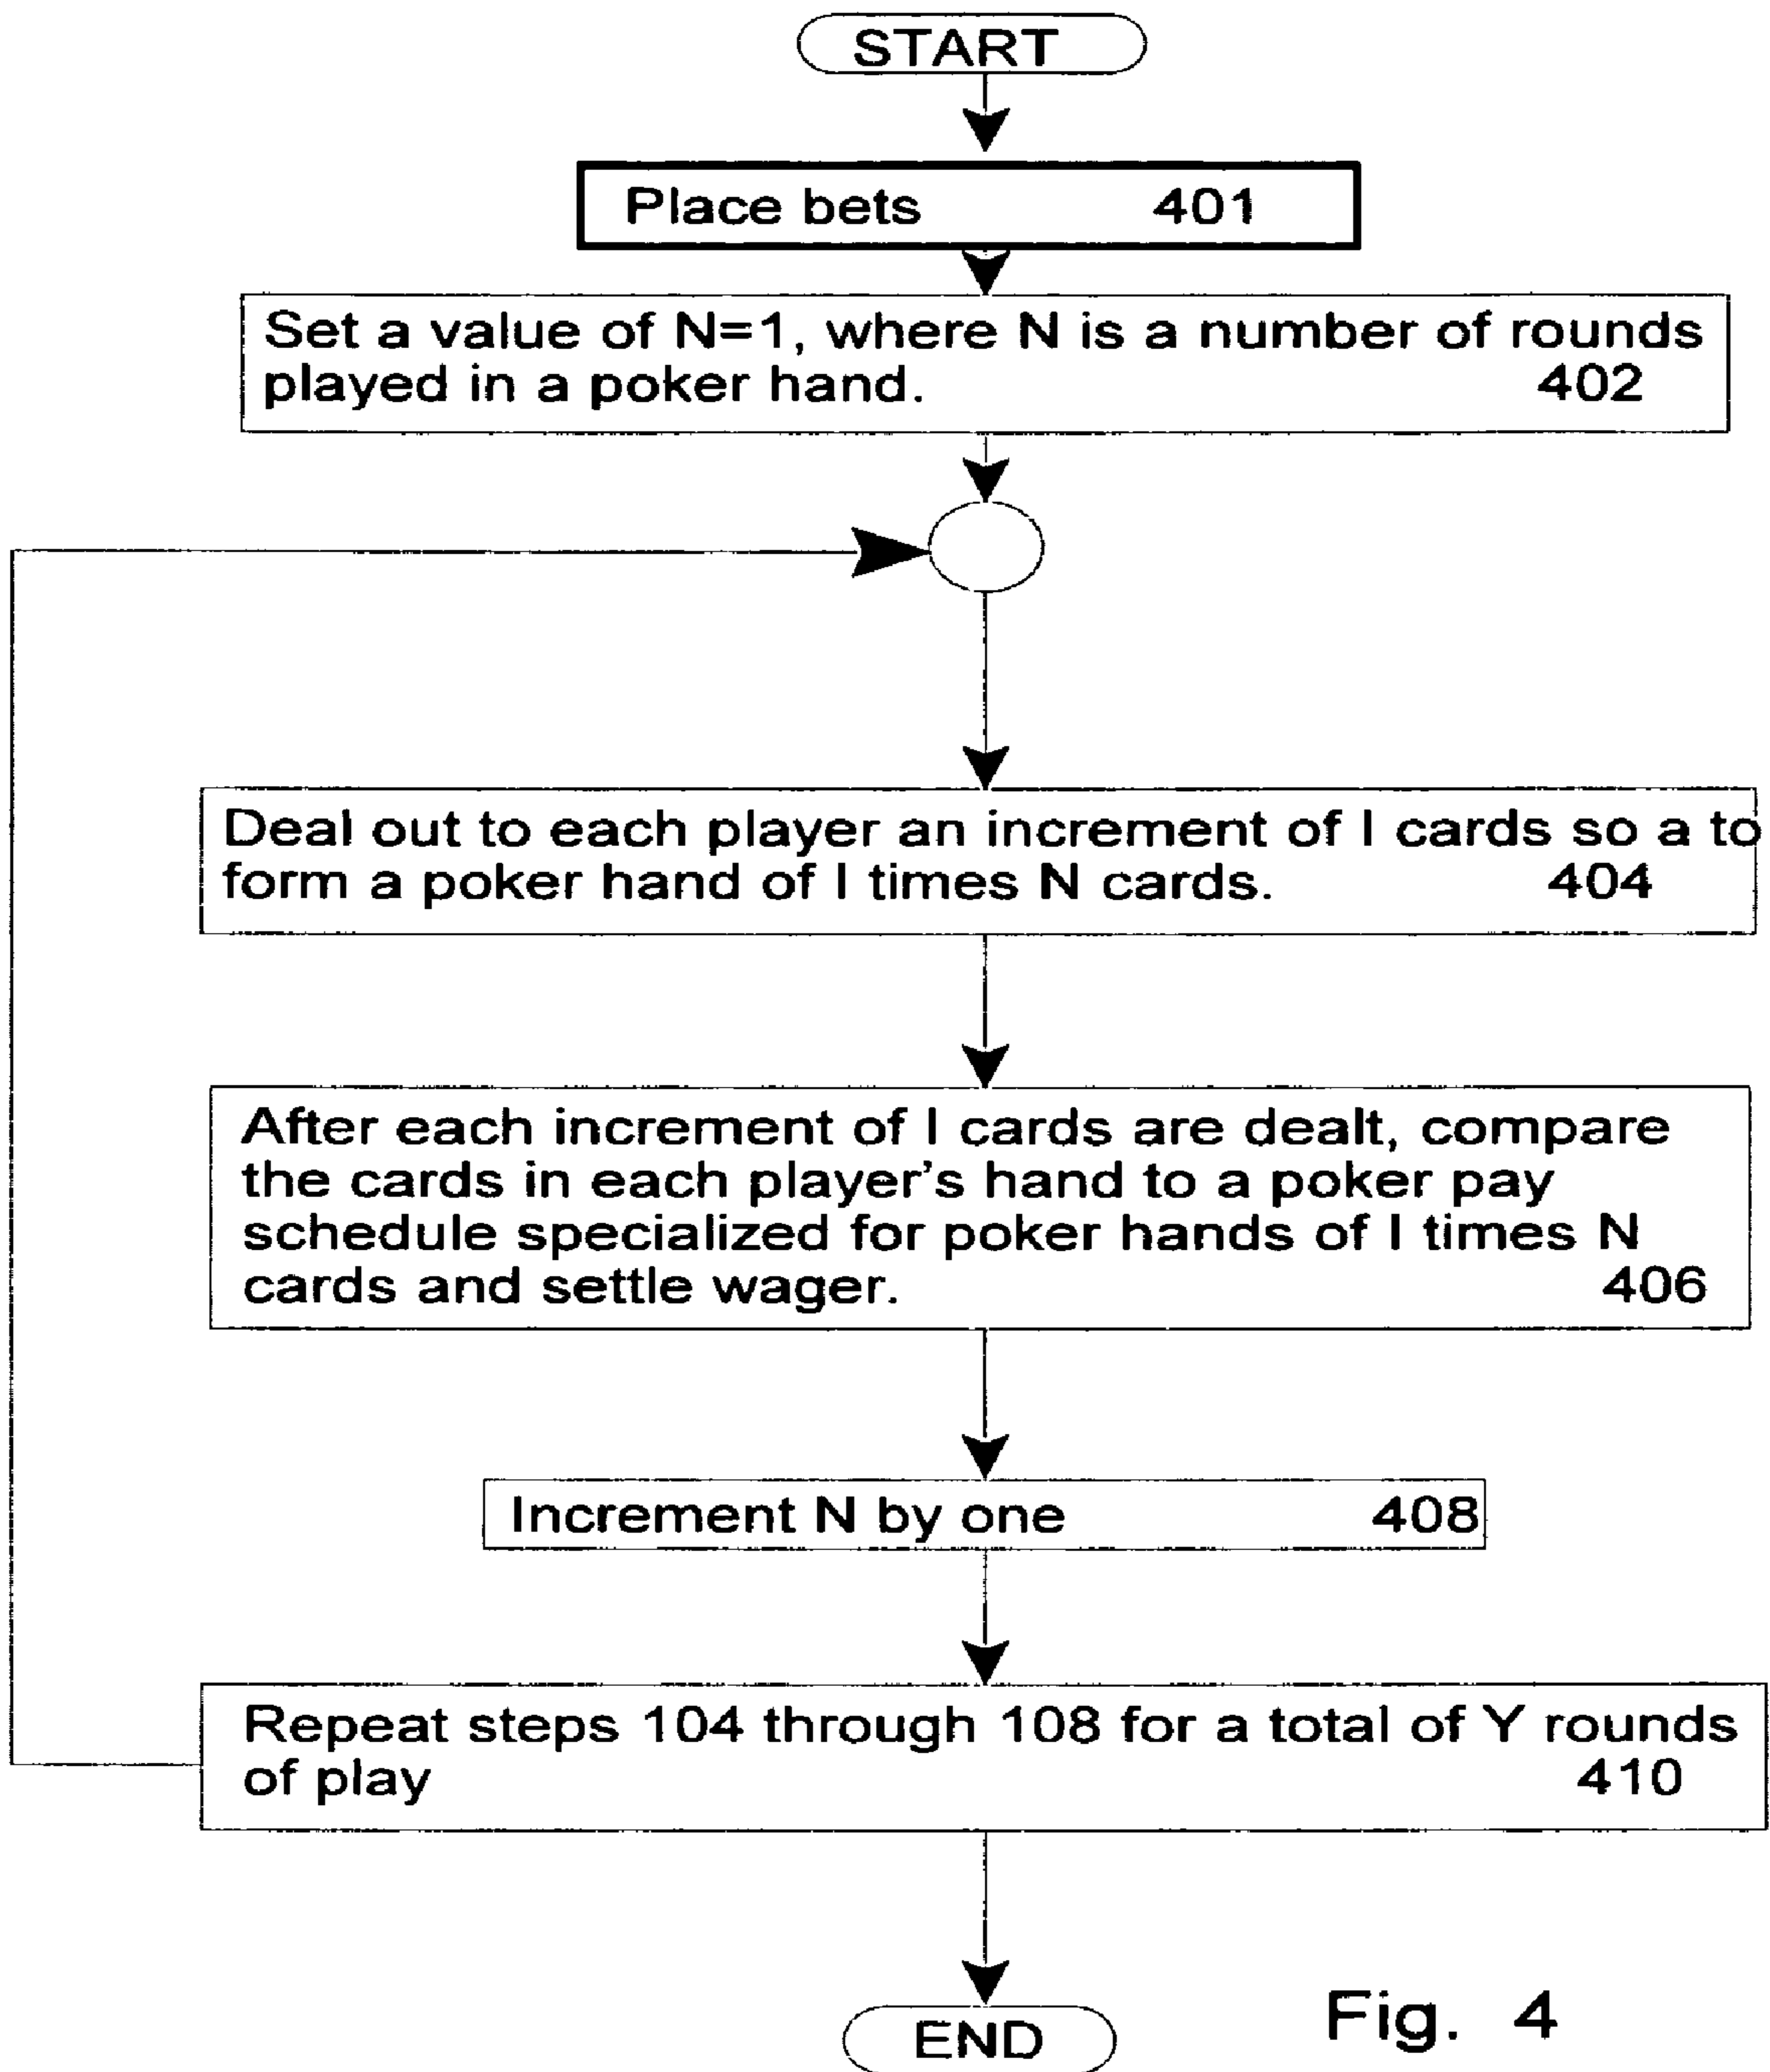 START
Place bets 401
Set a value of N=1, where N is a number of rounds
played in a poker hand. 402
Deal out to each player an increment of I cards so a to
form a poker hand of I times N cards. 404
After each increment of I cards are dealt, compare
the cards in each player's hand to a poker pay
schedule specialized for poker hands of I times N
cards and settle wager. 406
Increment N by one 408
Repeat steps 104 through 108 for a total of Y rounds
of play 410
END
Fig. 4